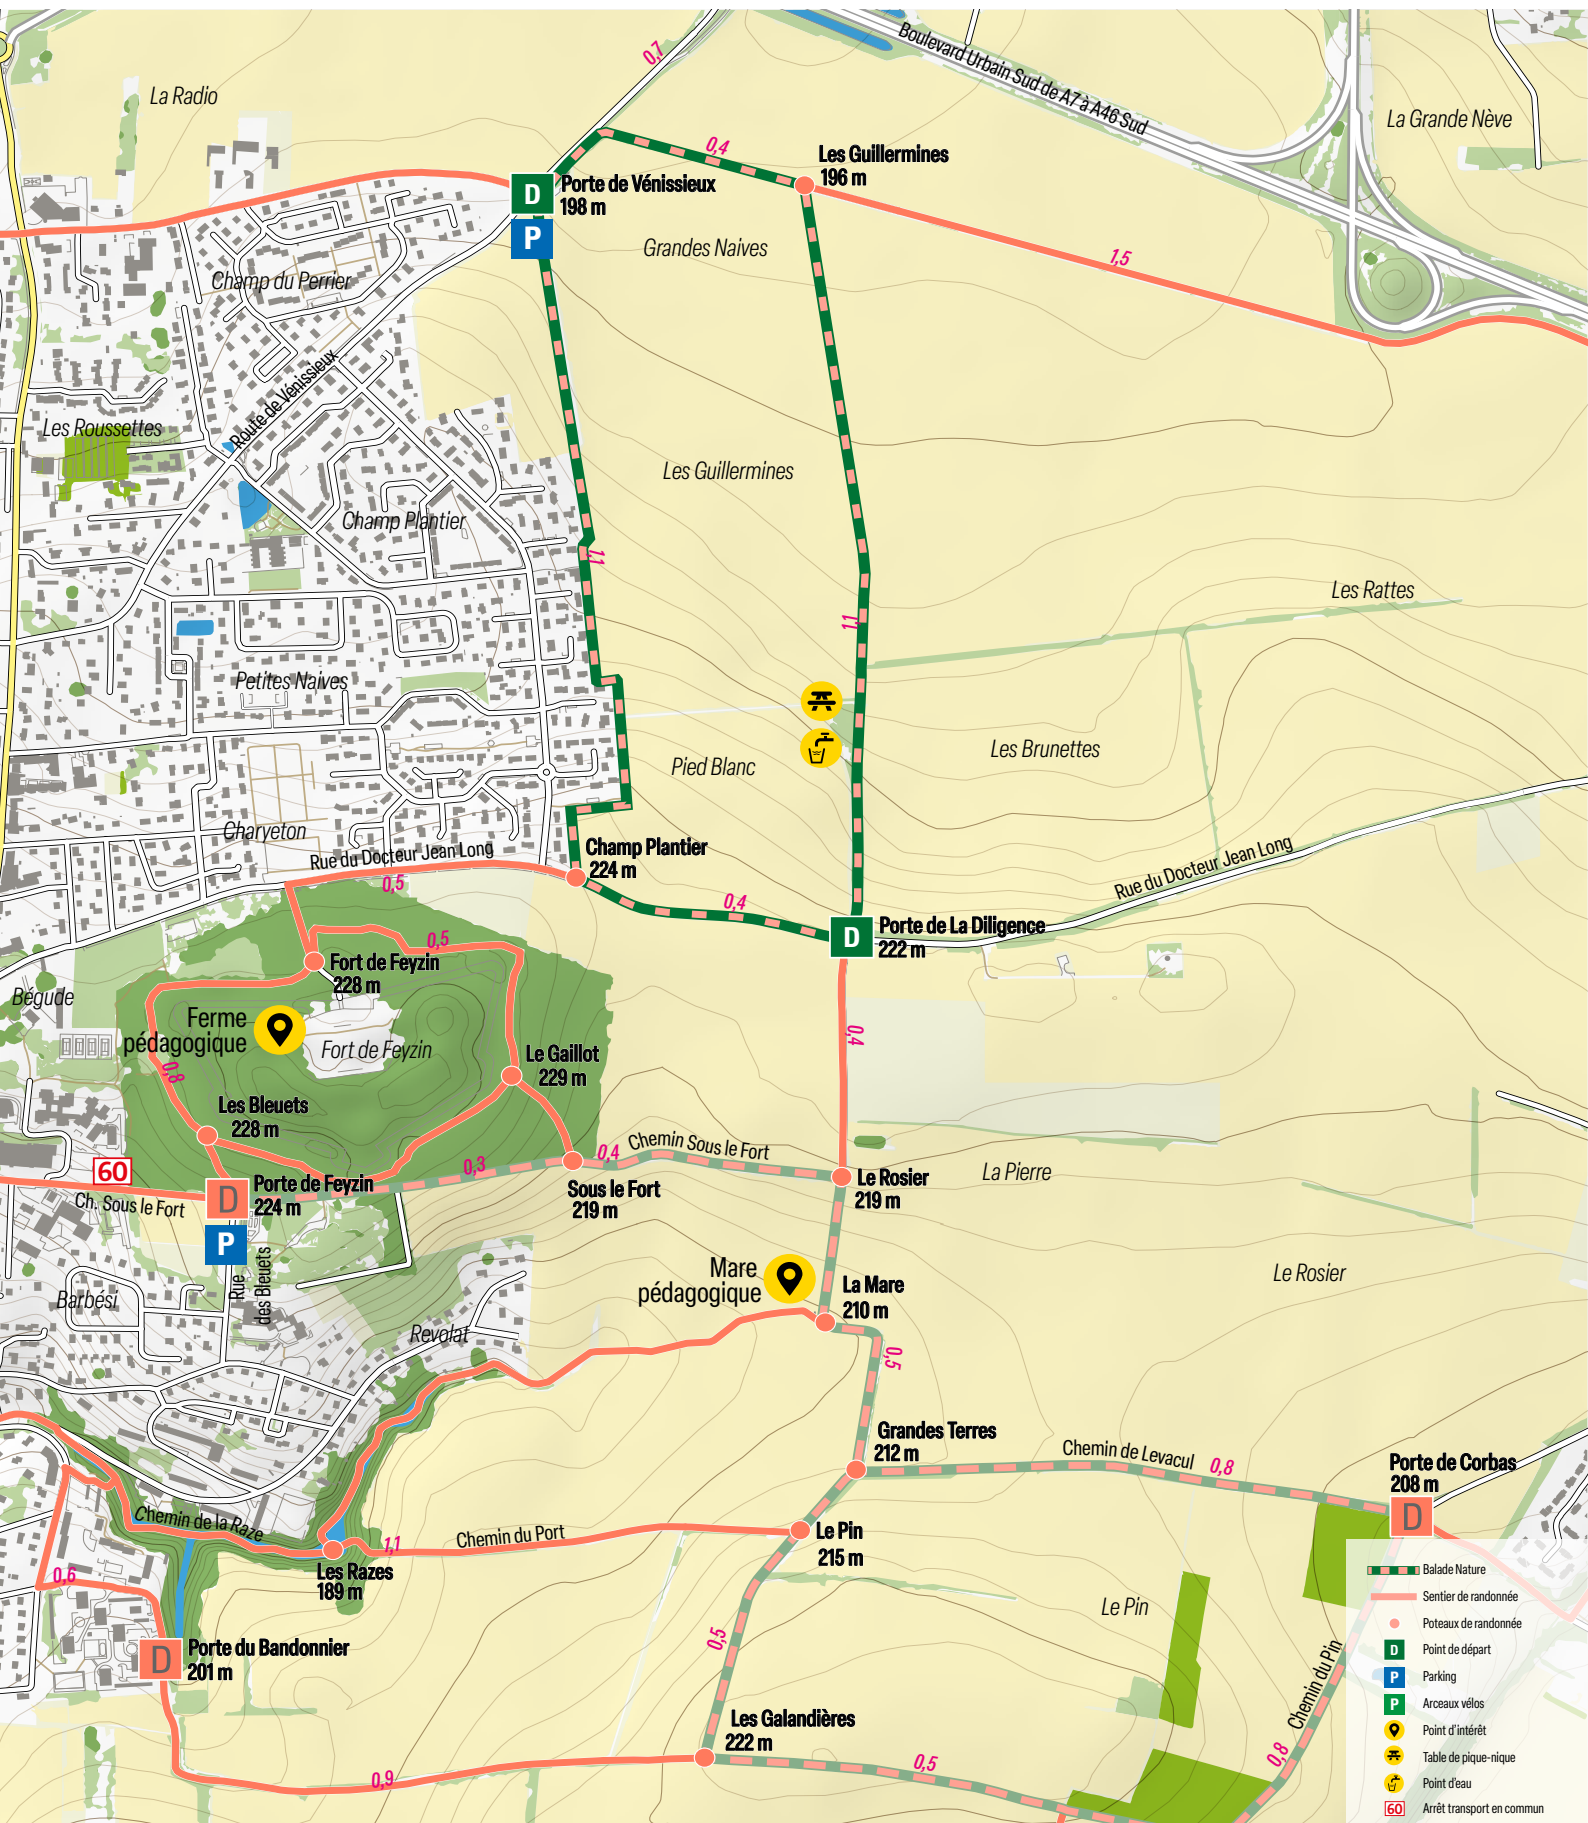 0,7
Boulevard Urbain Sud de A7 à A46 Sud
La Radio
La Grande Nève
0,4
Les Guillermines
196 m
D
Porte de Vénissieux
198 m
P
Grandes Naives
1,5
Champ du Perrier
Route de Vénissieux
Les Roussettes
Les Guillermines
Champ Plantier
1,1
Les Rattes
1,1
Petites Naives
Les Brunettes
Pied Blanc
Charveton
Rue du Docteur Jean Long
Champ Plantier
224 m
0,5
0,4
Rue du Docteur Jean Long
D
Porte de La Diligence
222 m
0,5
Fort de Feyzin
228 m
Bégude
Ferme
pédagogique
Fort de Feyzin
0,4
Le Gaillot
229 m
0,8
Les Bleuets
228 m
60
0,3
0,4
Chemin Sous le Fort
La Pierre
Le Rosier
219 m
Ch. Sous le Fort
D
Porte de Feyzin
224 m
Sous le Fort
219 m
P
Rue
des Bleuets
Mare
pédagogique
La Mare
210 m
Le Rosier
Barbési
Revolat
0,5
Grandes Terres
212 m
Chemin de Levacul
0,8
Porte de Corbas
208 m
D
Chemin de la Raze
1,1
Chemin du Port
Le Pin
215 m
Les Razes
189 m
0,6
Le Pin
0,5
D
Porte du Bandonnier
201 m
Chemin du Pin
Les Galandières
222 m
0,9
0,5
0,8
Balade Nature
Sentier de randonnée
Poteaux de randonnée
D Point de départ
P Parking
P Arceaux vélos
Point d'intérêt
Table de pique-nique
Point d'eau
60 Arrêt transport en commun